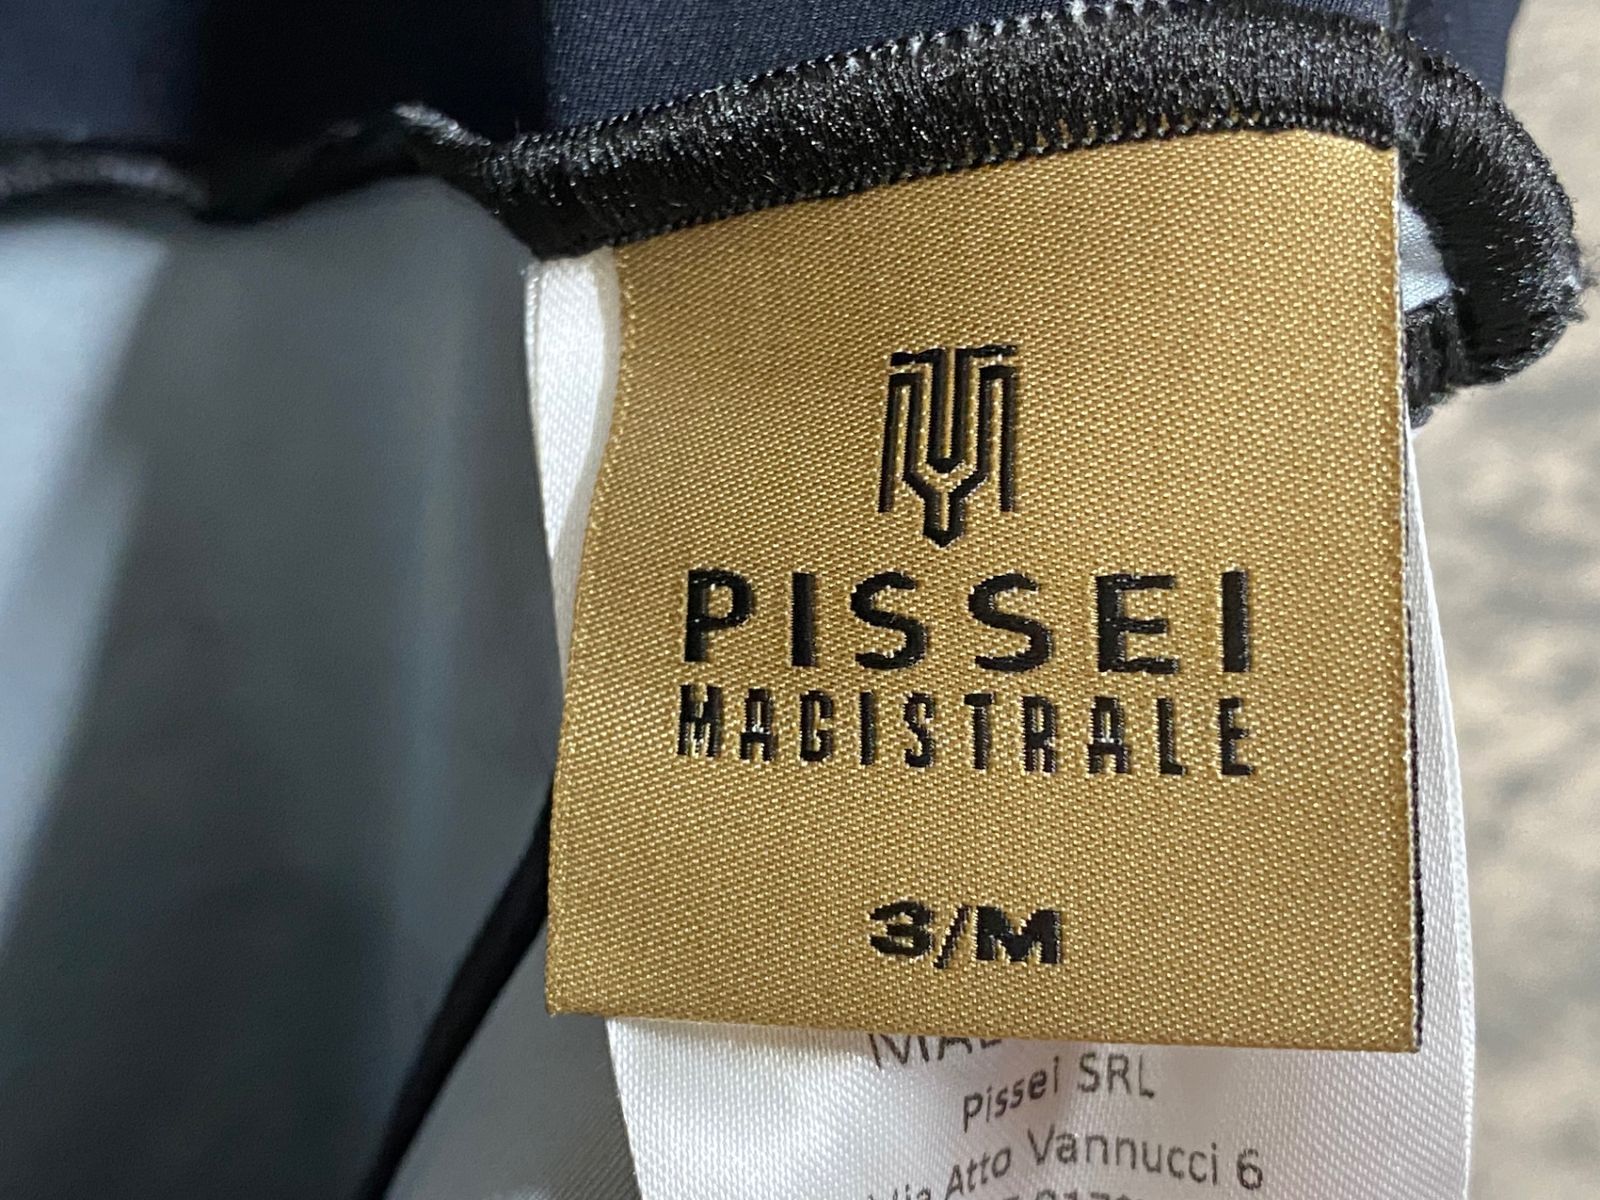 PISSEI
MAGISTRALE
3/M
Pissei SRL
Via Atto Vannucci 6